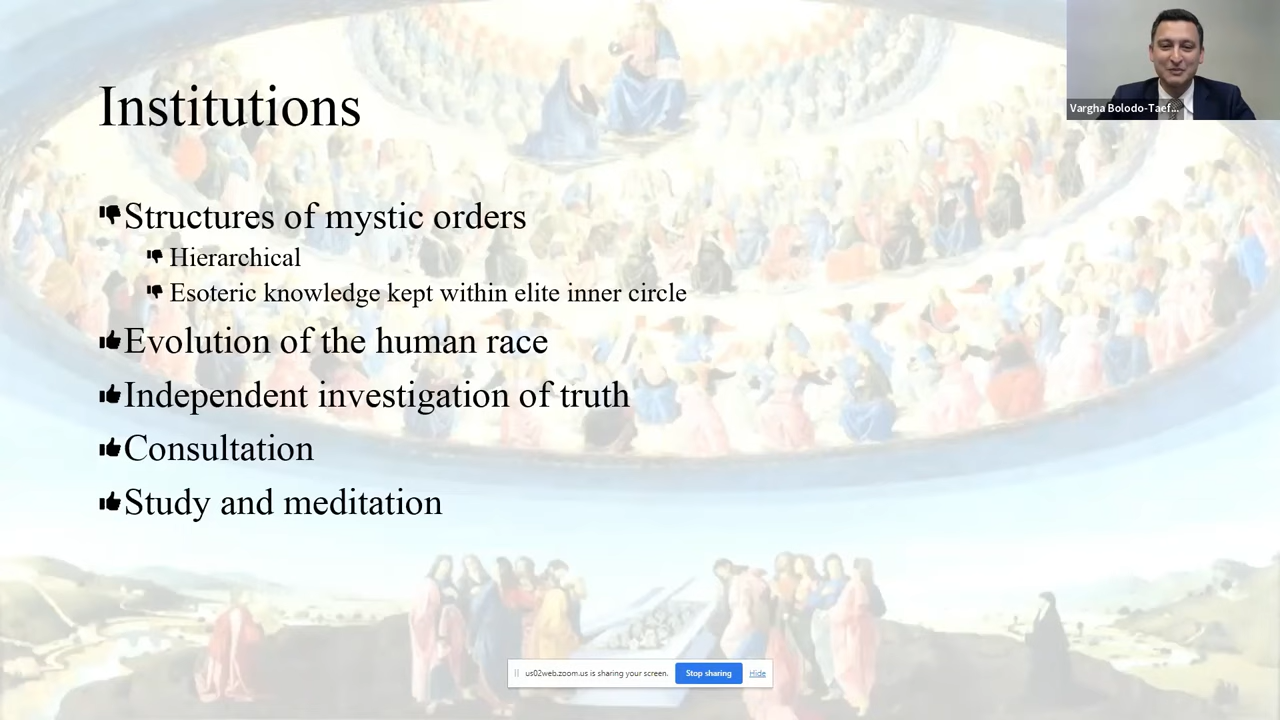 Institutions
Vargha Bolodo-Taef...
Structures of mystic orders
Hierarchical
Esoteric knowledge kept within elite inner circle
Evolution of the human race
Independent investigation of truth
Consultation
Study and meditation
us02web.zoom.us is sharing your screen. Stop sharing Hide